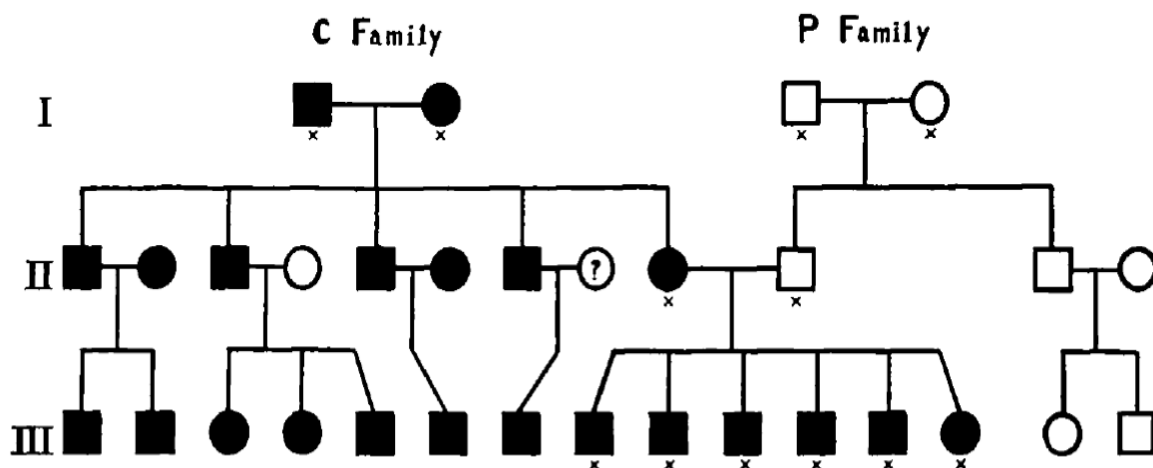 C Family P Family
I
x x x x
II
?
x x
III
x x x x x x